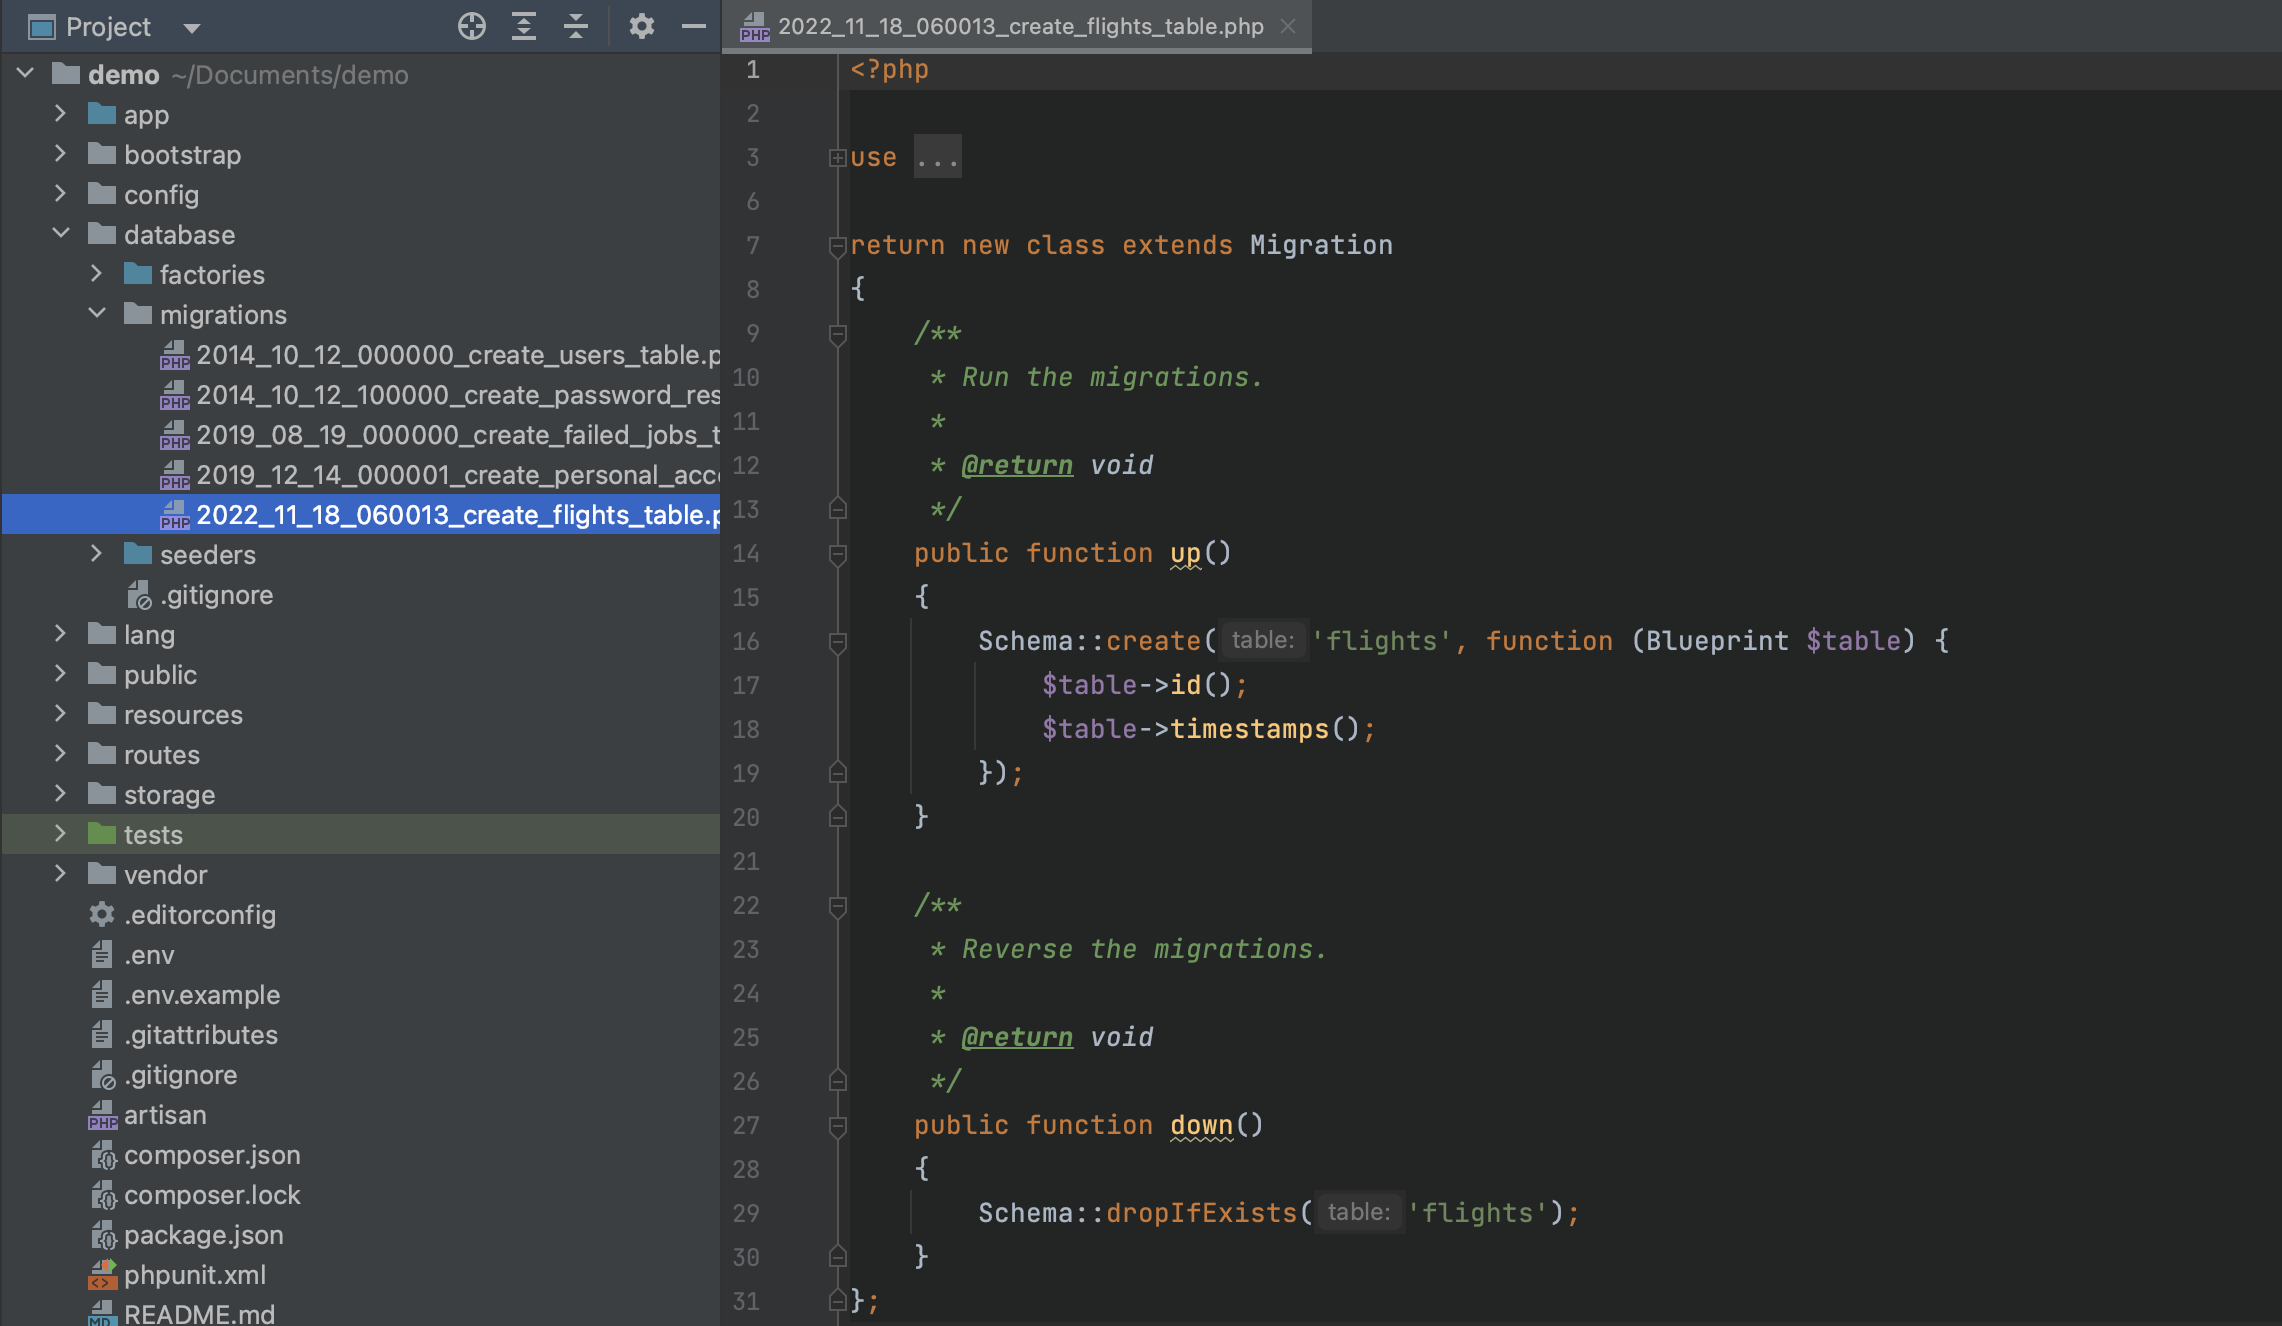 Project
demo ~/Documents/demo
app
bootstrap
config
database
factories
migrations
2014_10_12_000000_create_users_table.p
2014_10_12_100000_create_password_res
2019_08_19_000000_create_failed_jobs_t
2019_12_14_000001_create_personal_acce
2022_11_18_060013_create_flights_table.p
seeders
.gitignore
lang
public
resources
routes
storage
tests
vendor
.editorconfig
.env
.env.example
.gitattributes
.gitignore
artisan
composer.json
composer.lock
package.json
phpunit.xml
README.md
2022_11_18_060013_create_flights_table.php
1 <?php
2
3 use ...
6
7 return new class extends Migration
8 {
9 /**
10 * Run the migrations.
11 *
12 * @return void
13 */
14 public function up()
15 {
16 Schema::create( table: 'flights', function (Blueprint $table) {
17 $table->id();
18 $table->timestamps();
19 });
20 }
21
22 /**
23 * Reverse the migrations.
24 *
25 * @return void
26 */
27 public function down()
28 {
29 Schema::dropIfExists( table: 'flights');
30 }
31 };